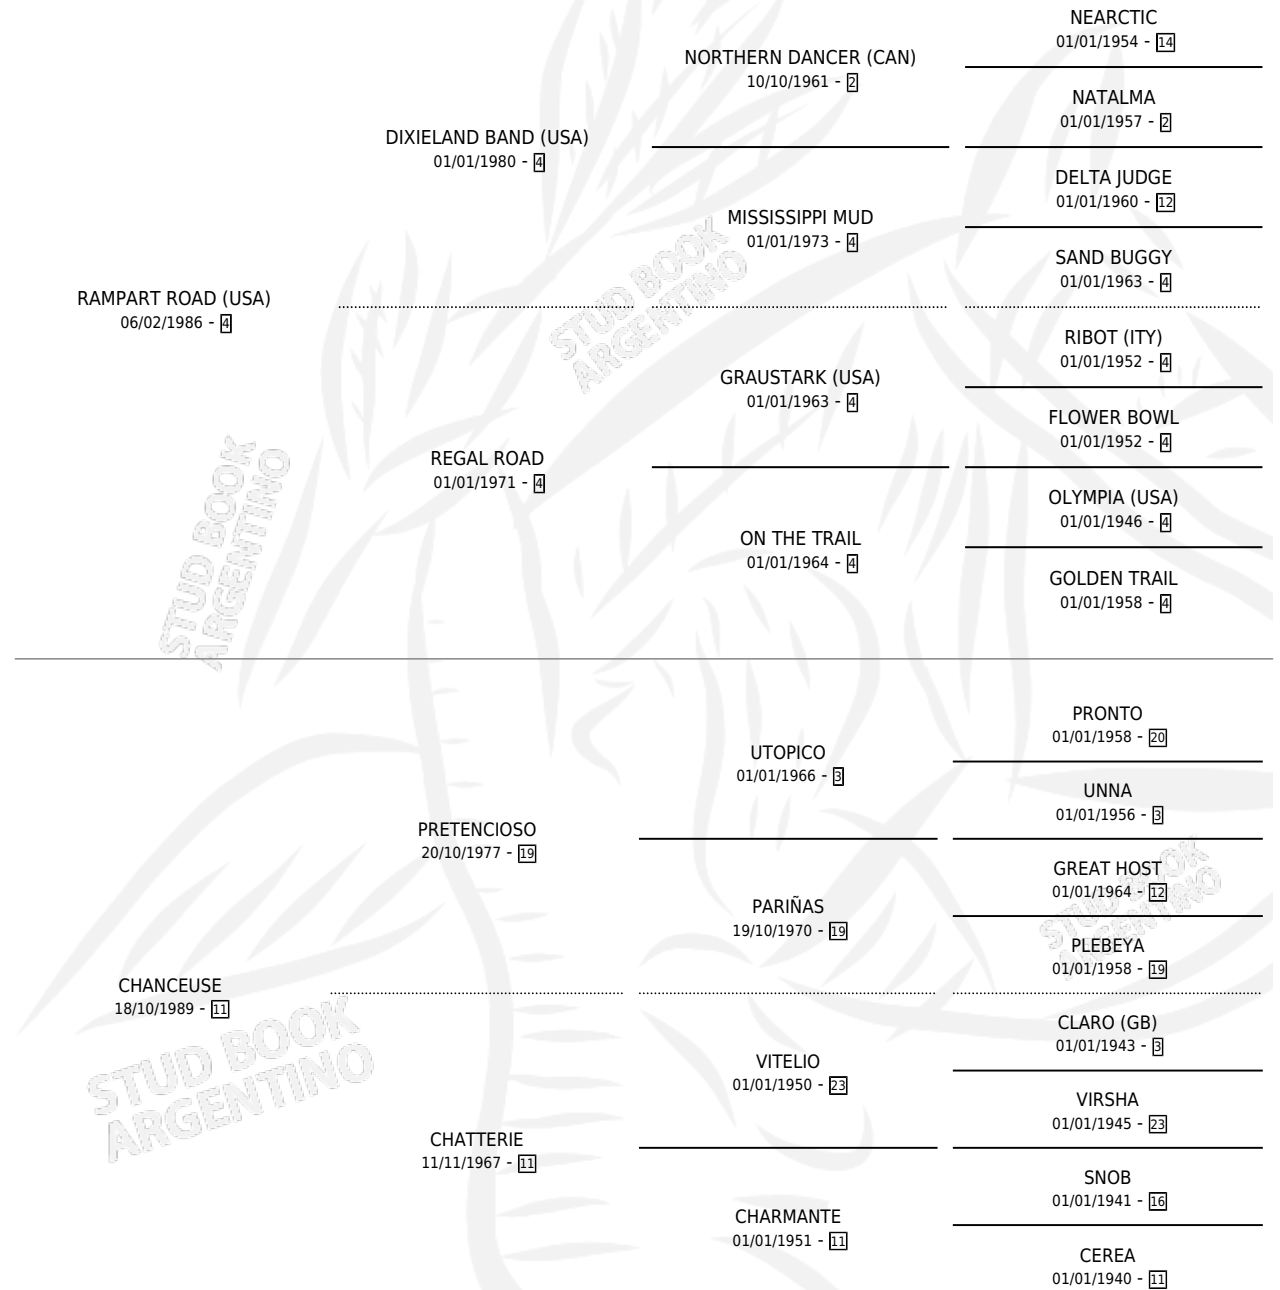 NEARCTIC
01/01/1954 - 14
NORTHERN DANCER (CAN)
10/10/1961 - 2
NATALMA
01/01/1957 - 2
DIXIELAND BAND (USA)
01/01/1980 - 4
DELTA JUDGE
01/01/1960 - 12
MISSISSIPPI MUD
01/01/1973 - 4
SAND BUGGY
01/01/1963 - 4
RAMPART ROAD (USA)
06/02/1986 - 4
RIBOT (ITY)
01/01/1952 - 4
GRAUSTARK (USA)
01/01/1963 - 4
FLOWER BOWL
01/01/1952 - 4
REGAL ROAD
01/01/1971 - 4
OLYMPIA (USA)
01/01/1946 - 4
ON THE TRAIL
01/01/1964 - 4
GOLDEN TRAIL
01/01/1958 - 4
PRONTO
01/01/1958 - 20
UTOPICO
01/01/1966 - 3
UNNA
01/01/1956 - 3
PRETENCIOSO
20/10/1977 - 19
GREAT HOST
01/01/1964 - 12
PARIÑAS
19/10/1970 - 19
PLEBEYA
01/01/1958 - 19
CHANCEUSE
18/10/1989 - 11
CLARO (GB)
01/01/1943 - 3
VITELIO
01/01/1950 - 23
VIRSHA
01/01/1945 - 23
CHATTERIE
11/11/1967 - 11
SNOB
01/01/1941 - 16
CHARMANTE
01/01/1951 - 11
CEREA
01/01/1940 - 11
STUD BOOK
ARGENTINO
STUD BOOK
ARGENTINO
STUD BOOK
ARGENTINO
STUD BOOK
ARGENTINO